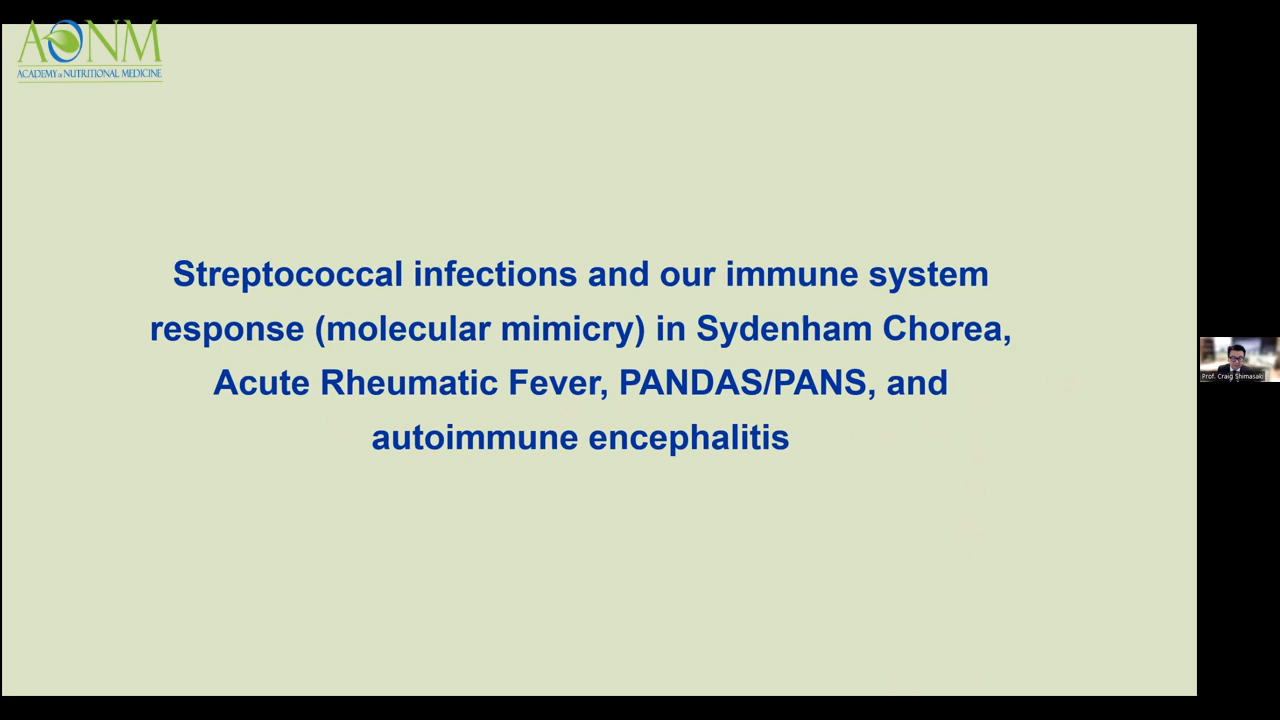 AONM
ACADEMY of NUTRITIONAL MEDICINE
Streptococcal infections and our immune system
response (molecular mimicry) in Sydenham Chorea,
Acute Rheumatic Fever, PANDAS/PANS, and
autoimmune encephalitis
Prof. Craig Shimasaki